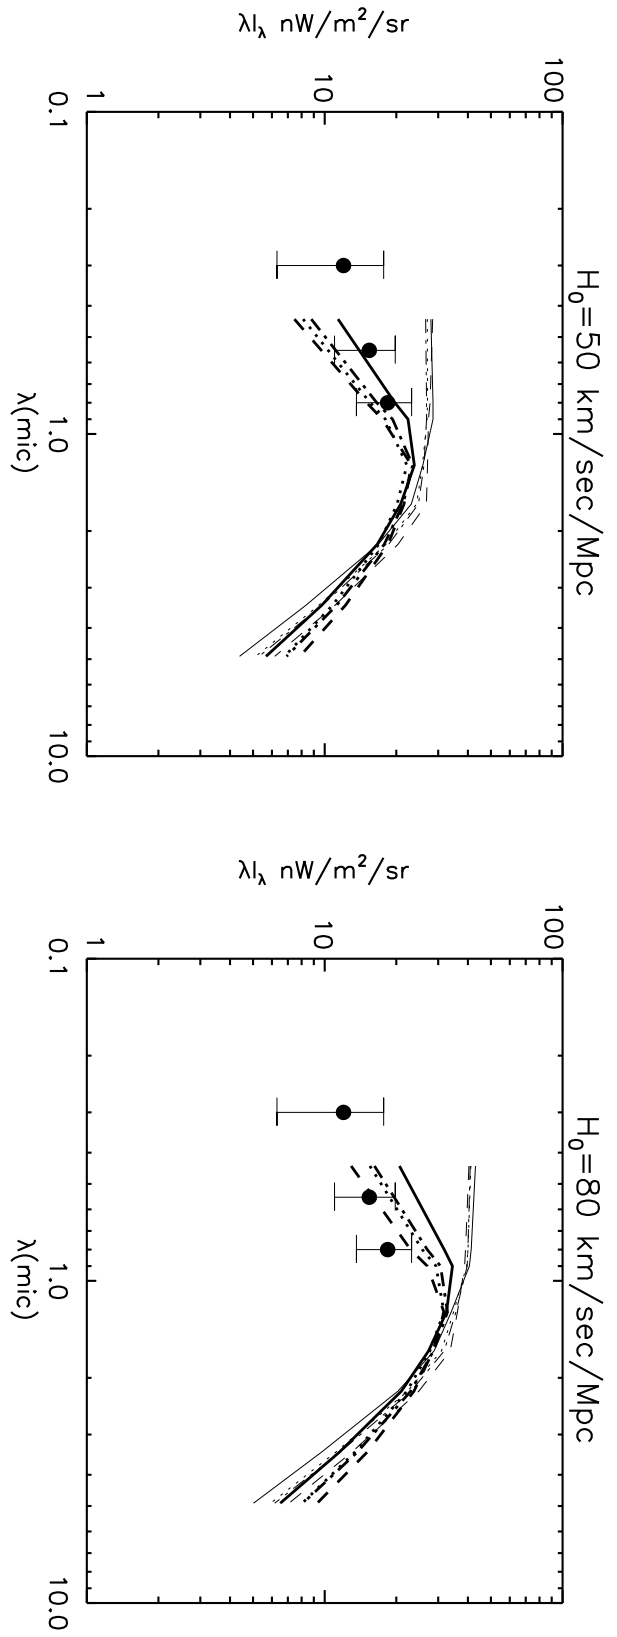 H₀=50 km/sec/Mpc
λI_λ nW/m²/sr
100
10
1
0.1
1.0
10.0
λ(mic)
H₀=80 km/sec/Mpc
λI_λ nW/m²/sr
100
10
1
0.1
1.0
10.0
λ(mic)